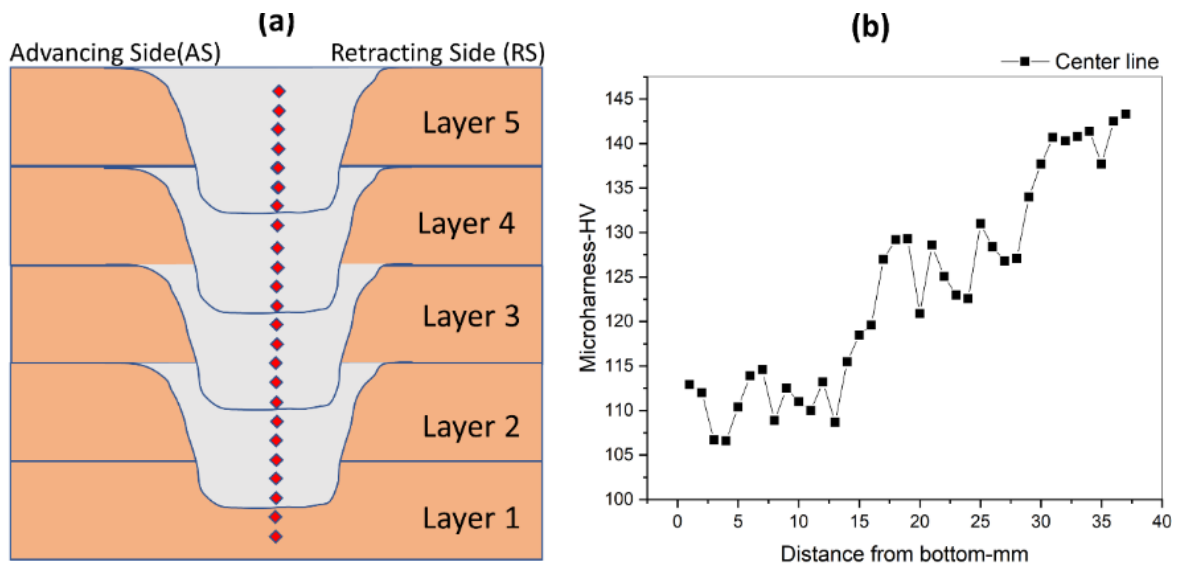 (a)
Advancing Side(AS)
Retracting Side (RS)
Layer 5
Layer 4
Layer 3
Layer 2
Layer 1
(b)
Center line
Microharness-HV
145
140
135
130
125
120
115
110
105
100
0 5 10 15 20 25 30 35 40
Distance from bottom-mm